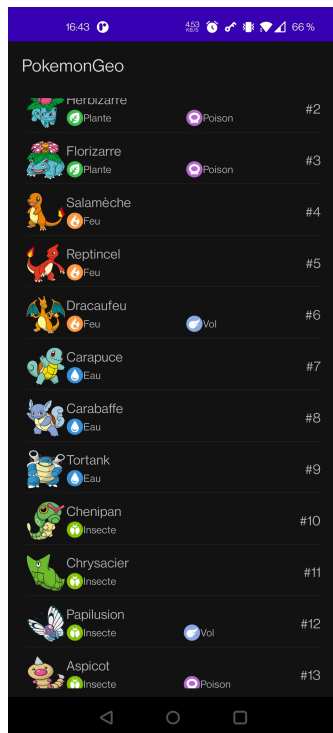 16:43 4.53 KB/S 66 %
PokemonGeo
Herbizarre
#2
Plante Poison
Florizarre
#3
Plante Poison
Salamèche
#4
Feu
Reptincel
#5
Feu
Dracaufeu
#6
Feu Vol
Carapuce
#7
Eau
Carabaffe
#8
Eau
Tortank
#9
Eau
Chenipan
#10
Insecte
Chrysacier
#11
Insecte
Papilusion
#12
Insecte Vol
Aspicot
#13
Insecte Poison